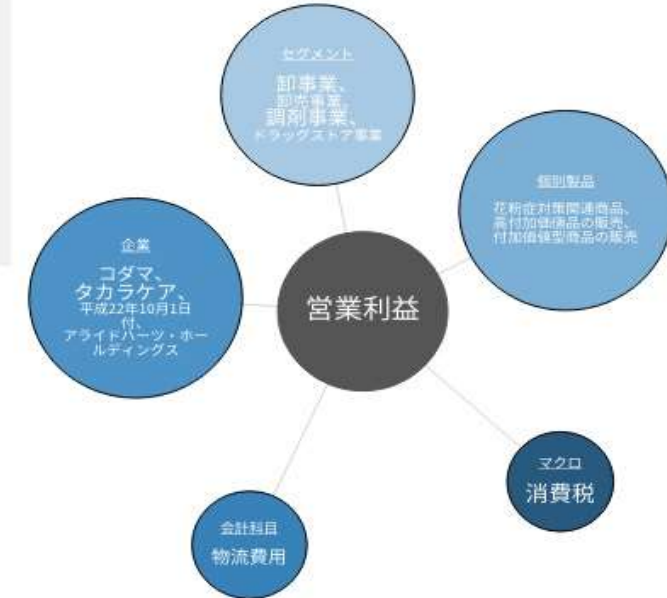 セグメント
卸事業、
卸売事業、
調剤事業、
ドラッグストア事業
個別製品
花粉症対策関連商品、
高付加価値品の販売、
付加価値型商品の販売
企業
コダマ、
タカラケア、
平成22年10月1日
付、
アライドハーツ・ホー
ルディングス
営業利益
マクロ
消費税
会計科目
物流費用